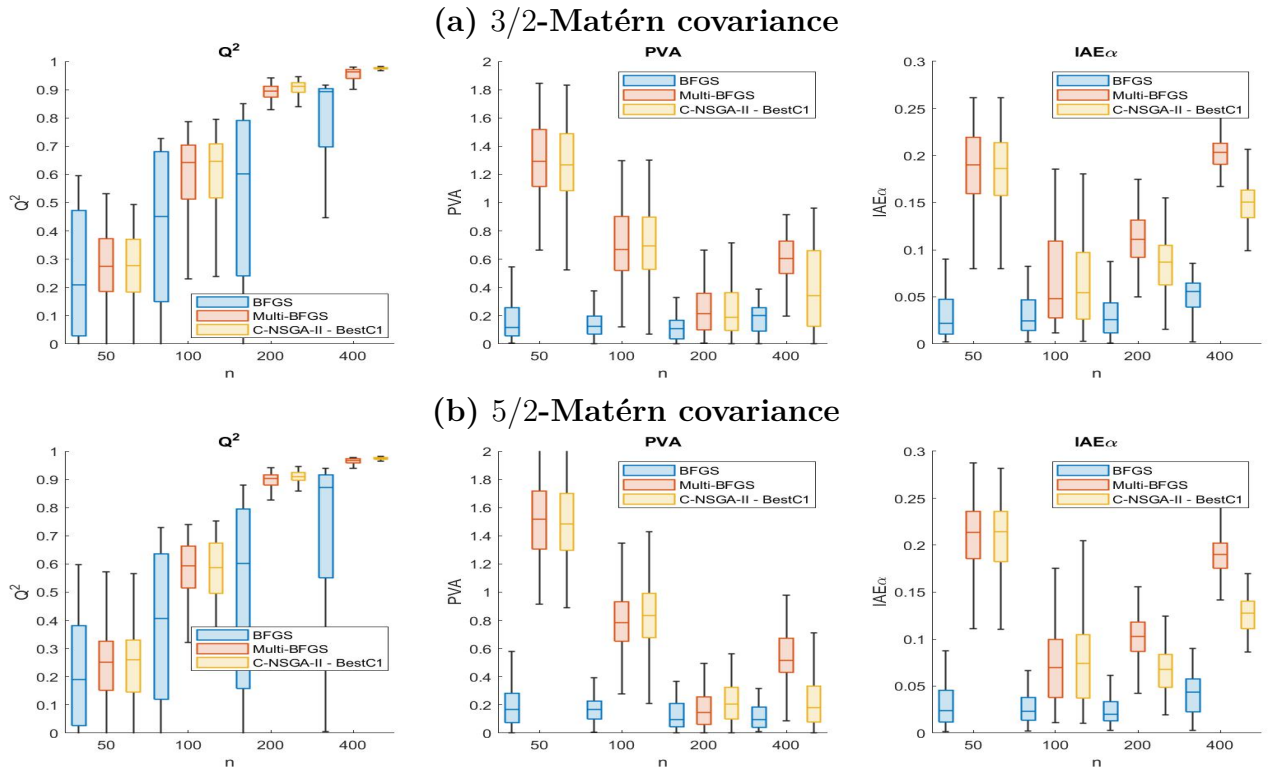 (a) 3/2-Matérn covariance
Q²
Q²
1
0.9
0.8
0.7
0.6
0.5
0.4
0.3
0.2
0.1
0
BFGS
Multi-BFGS
C-NSGA-II - BestC1
50
100
200
400
n
PVA
PVA
2
1.8
1.6
1.4
1.2
1
0.8
0.6
0.4
0.2
0
BFGS
Multi-BFGS
C-NSGA-II - BestC1
50
100
200
400
n
IAEα
IAEα
0.3
0.25
0.2
0.15
0.1
0.05
0
BFGS
Multi-BFGS
C-NSGA-II - BestC1
50
100
200
400
n
(b) 5/2-Matérn covariance
Q²
Q²
1
0.9
0.8
0.7
0.6
0.5
0.4
0.3
0.2
0.1
0
BFGS
Multi-BFGS
C-NSGA-II - BestC1
50
100
200
400
n
PVA
PVA
2
1.8
1.6
1.4
1.2
1
0.8
0.6
0.4
0.2
0
BFGS
Multi-BFGS
C-NSGA-II - BestC1
50
100
200
400
n
IAEα
IAEα
0.3
0.25
0.2
0.15
0.1
0.05
0
BFGS
Multi-BFGS
C-NSGA-II - BestC1
50
100
200
400
n